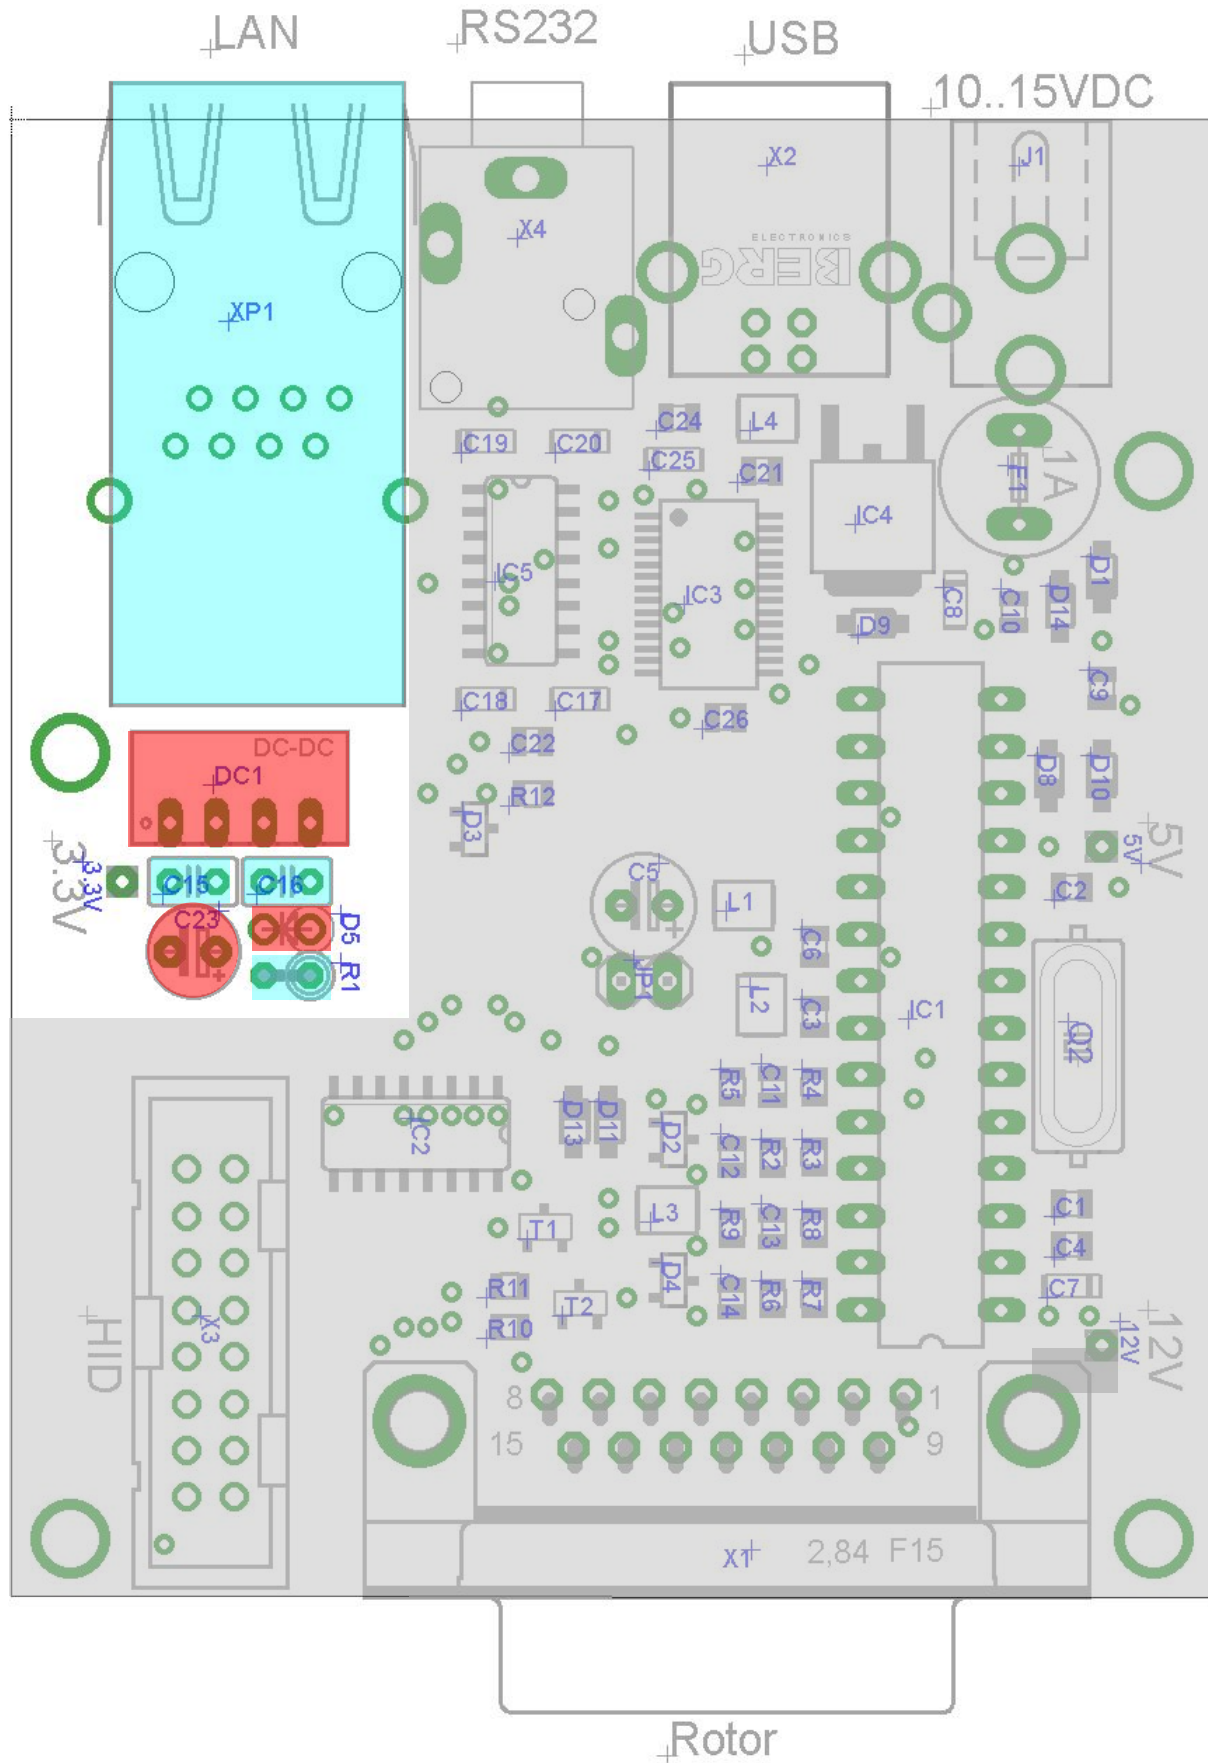 LAN
RS232
USB
10..15VDC
X2
J1
X4
ELECTRONICS
BERG
XP1
C24
L4
C19
C20
C25
C21
F1
1A
IC4
IC5
IC3
D1
C8
C10
D14
D9
C9
C18
C17
C26
C22
DC-DC
DC1
D8
D10
R12
D3
3.3V
3.3V
5V
5V
C5
C15
C16
C2
L1
C23
D5
C6
R1
JP1
L2
C3
IC1
Q2
R5
C11
R4
IC2
D13
D11
D2
C12
R2
R3
L3
T1
R9
C13
R8
C1
C4
D4
R11
T2
C14
R6
R7
C7
R10
HID
X3
12V
12V
8
1
15
9
X1
2,84 F15
Rotor